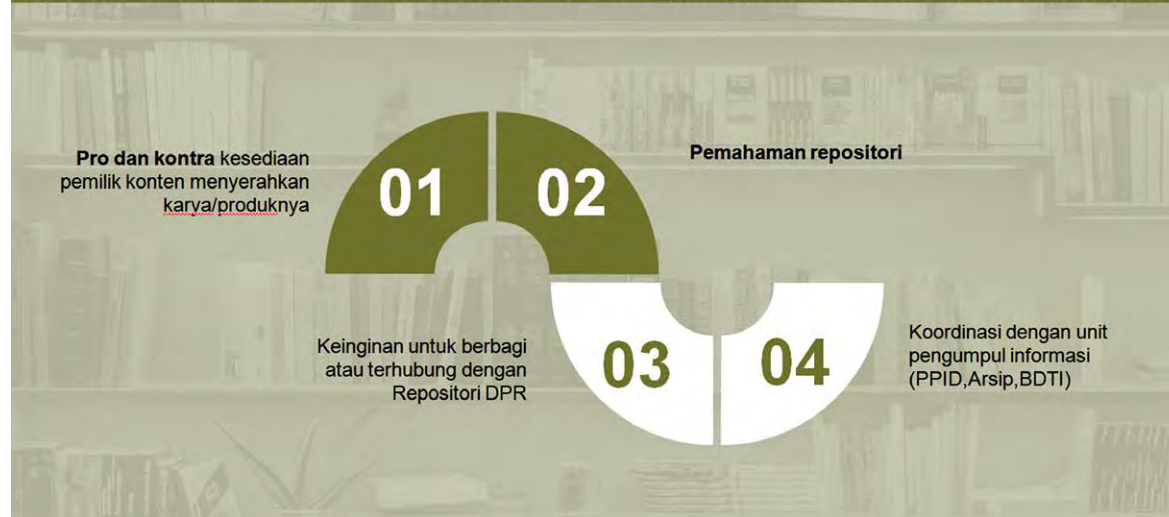 Pro dan kontra kesediaan
pemilik konten menyerahkan
karya/produknya
01
02
Pemahaman repositori
Keinginan untuk berbagi
atau terhubung dengan
Repositori DPR
03
04
Koordinasi dengan unit
pengumpul informasi
(PPID,Arsip,BDTI)